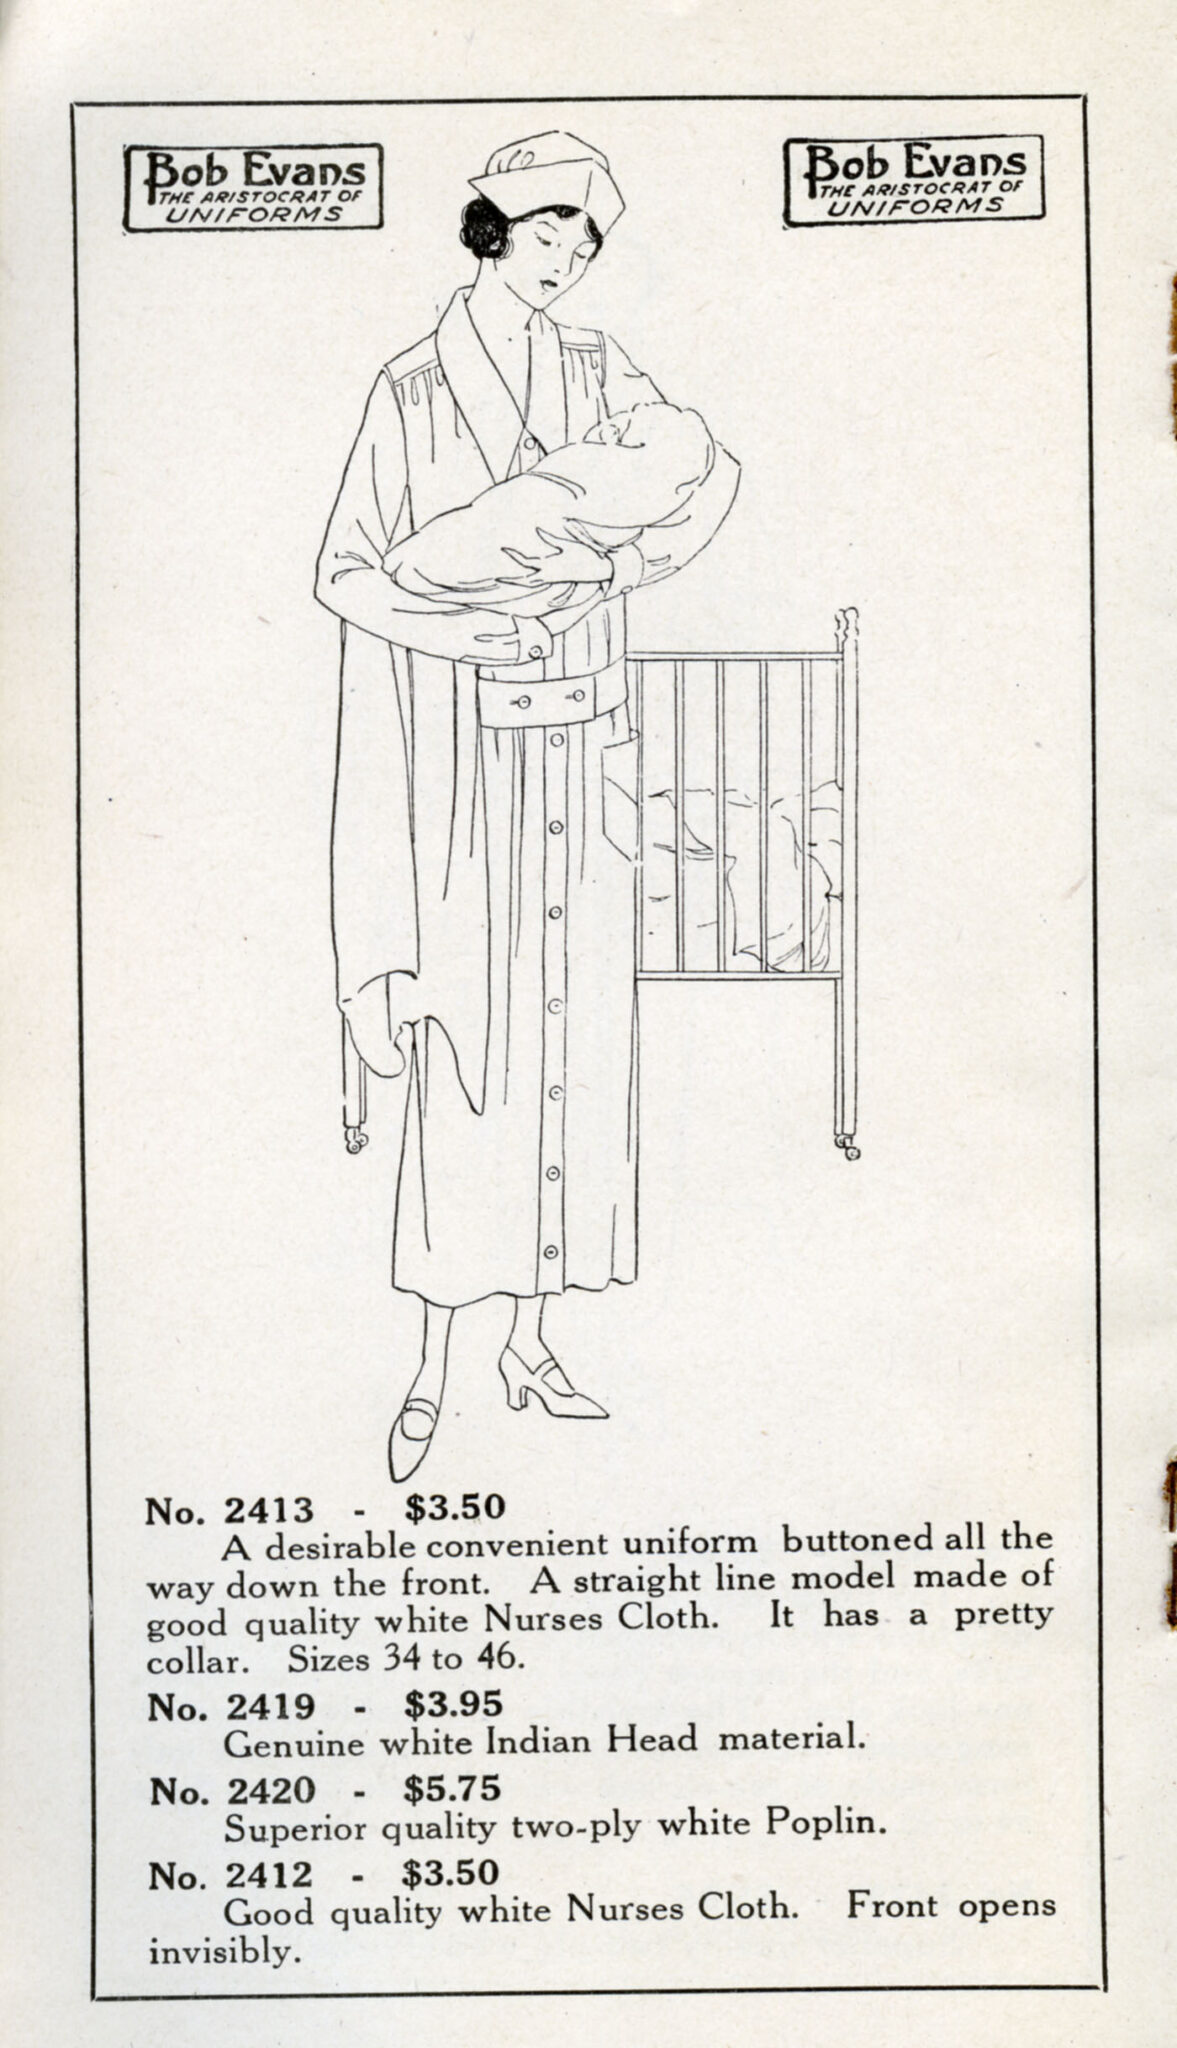 Bob Evans
THE ARISTOCRAT OF
UNIFORMS
Bob Evans
THE ARISTOCRAT OF
UNIFORMS
No. 2413 - $3.50
A desirable convenient uniform buttoned all the
way down the front. A straight line model made of
good quality white Nurses Cloth. It has a pretty
collar. Sizes 34 to 46.
No. 2419 - $3.95
Genuine white Indian Head material.
No. 2420 - $5.75
Superior quality two-ply white Poplin.
No. 2412 - $3.50
Good quality white Nurses Cloth. Front opens
invisibly.